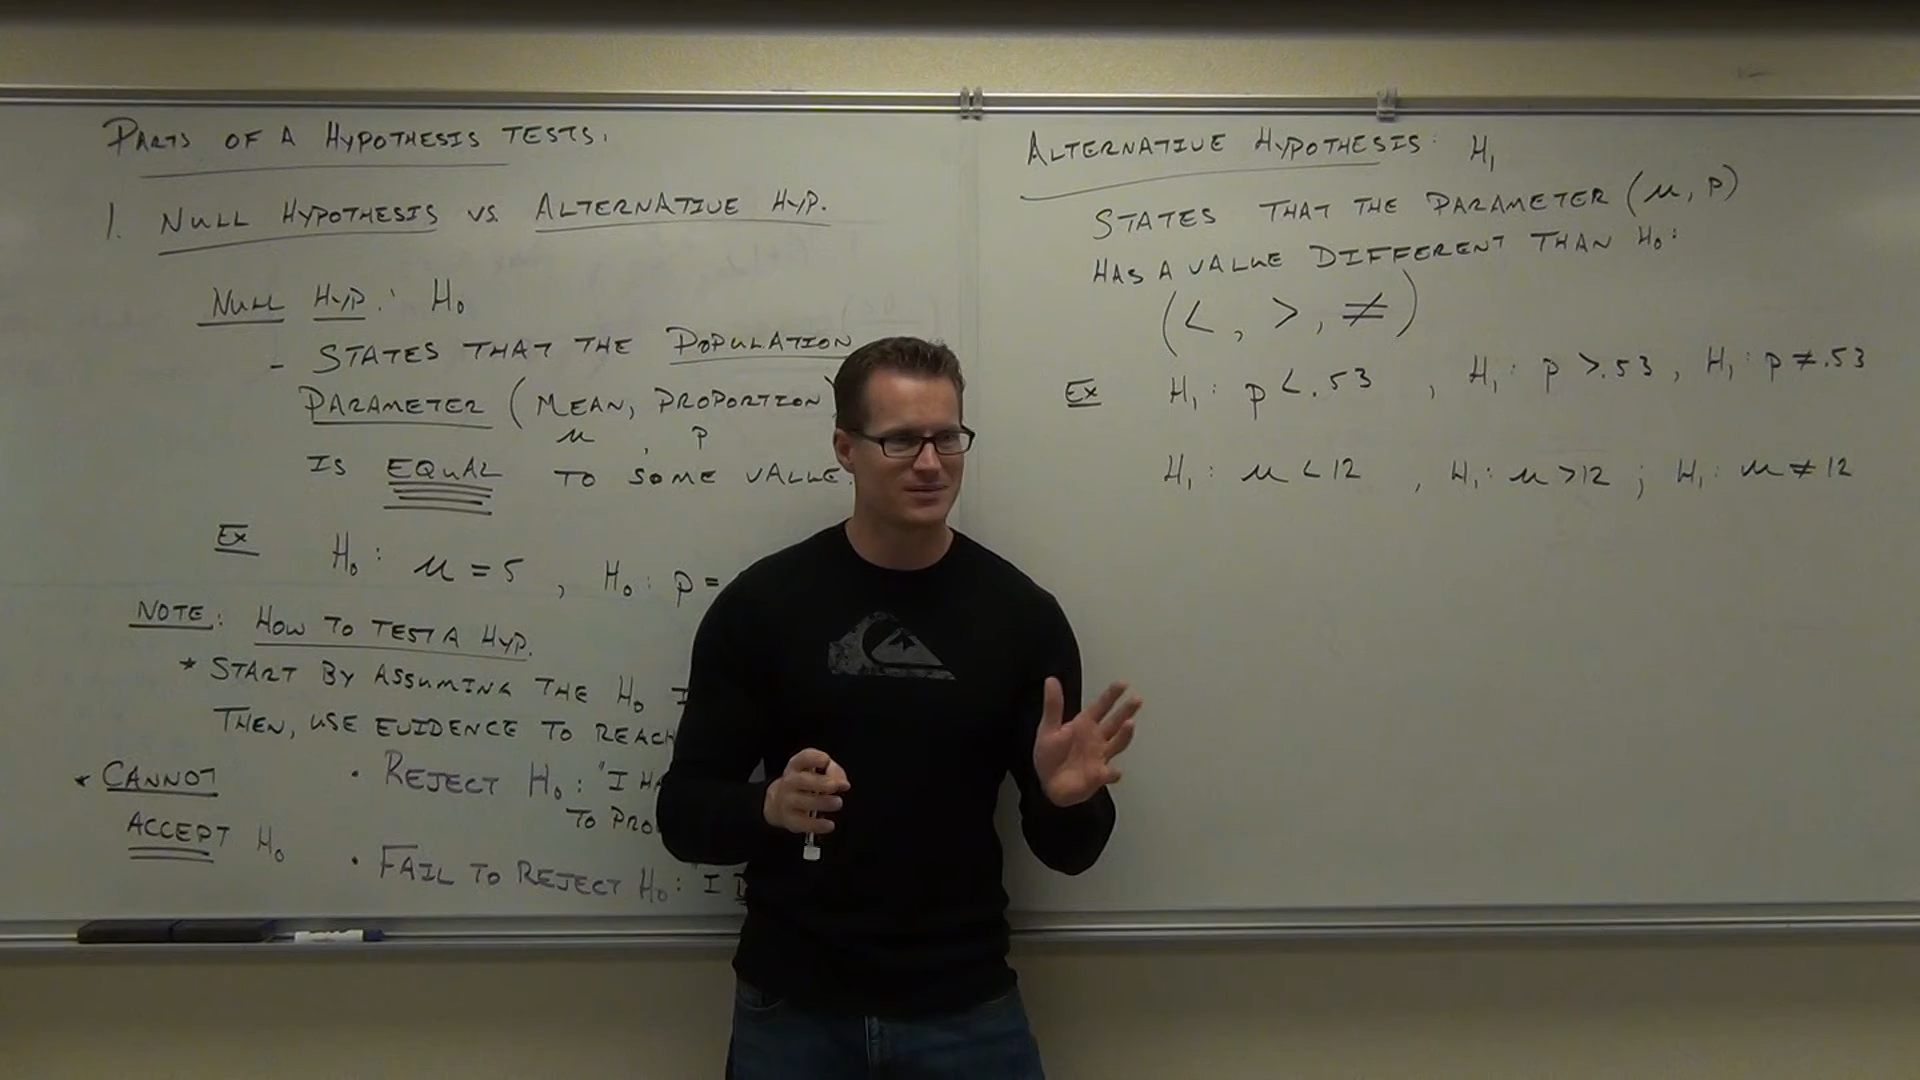 PARTS OF A HYPOTHESIS TESTS.
1. NULL HYPOTHESIS VS. ALTERNATIVE HYP.
NULL HYP.: H₀
- STATES THAT THE POPULATION
PARAMETER (MEAN, PROPORTION)
μ, p
IS EQUAL TO SOME VALUE.
Ex H₀: μ = 5, H₀: p =
NOTE: HOW TO TEST A HYP.
* START BY ASSUMING THE H₀
THEN, USE EVIDENCE TO REACH
* CANNOT
ACCEPT H₀
• REJECT H₀: "I
TO
• FAIL TO REJECT H₀: "I
ALTERNATIVE HYPOTHESIS: H₁
STATES THAT THE PARAMETER (μ, p)
HAS A VALUE DIFFERENT THAN H₀:
(<, >, ≠)
Ex H₁: p < .53, H₁: p > .53, H₁: p ≠ .53
H₁: μ < 12, H₁: μ > 12; H₁: μ ≠ 12